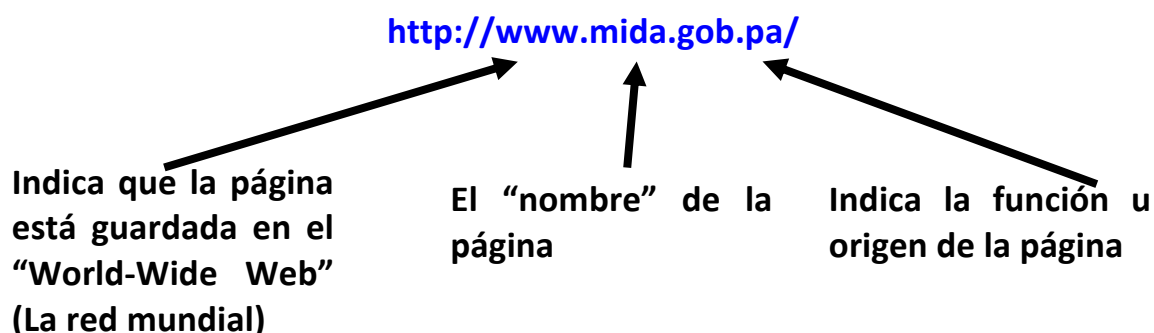 http://www.mida.gob.pa/
Indica que la página
está guardada en el
“World-Wide Web”
(La red mundial)
El “nombre” de la
página
Indica la función u
origen de la página